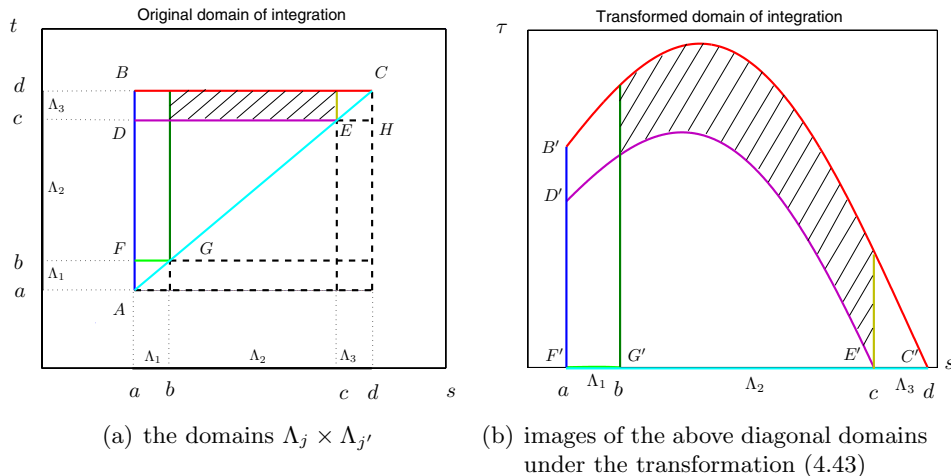 Original domain of integration
t
d
Λ₃
c
Λ₂
b
Λ₁
a
B
C
D
E
H
F
G
A
Λ₁
Λ₂
Λ₃
a
b
c
d
s
(a) the domains Λⱼ × Λⱼ′
Transformed domain of integration
τ
B′
D′
F′
G′
E′
C′
s
a
Λ₁
b
Λ₂
c
Λ₃
d
(b) images of the above diagonal domains
under the transformation (4.43)